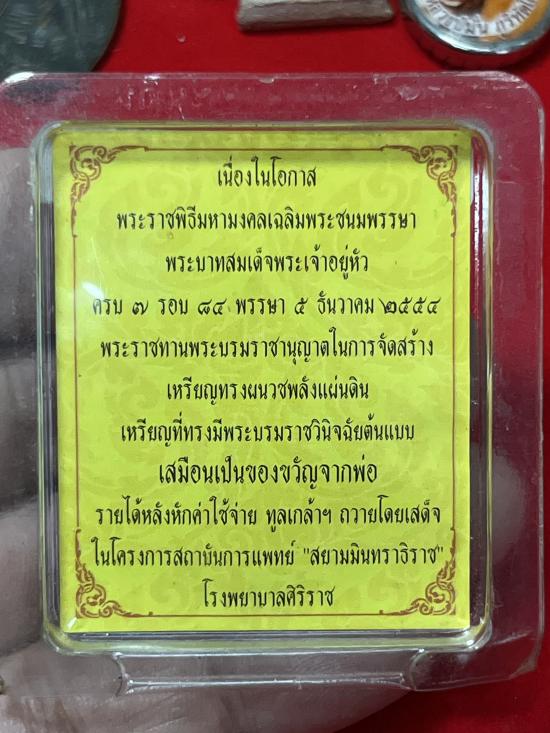 เนื่องในโอกาส
พระราชพิธีมหามงคลเฉลิมพระชนมพรรษา
พระบาทสมเด็จพระเจ้าอยู่หัว
ครบ ๗ รอบ ๘๔ พรรษา ๕ ธันวาคม ๒๕๕๔
พระราชทานพระบรมราชานุญาตในการจัดสร้าง
เหรียญทรงผนวชพลังแผ่นดิน
เหรียญที่ทรงมีพระบรมราชวินิจฉัยต้นแบบ
เสมือนเป็นของขวัญจากพ่อ
รายได้หลังหักค่าใช้จ่าย ทูลเกล้าฯ ถวายโดยเสด็จ
ในโครงการสถาบันการแพทย์ "สยามมินทราธิราช"
โรงพยาบาลศิริราช